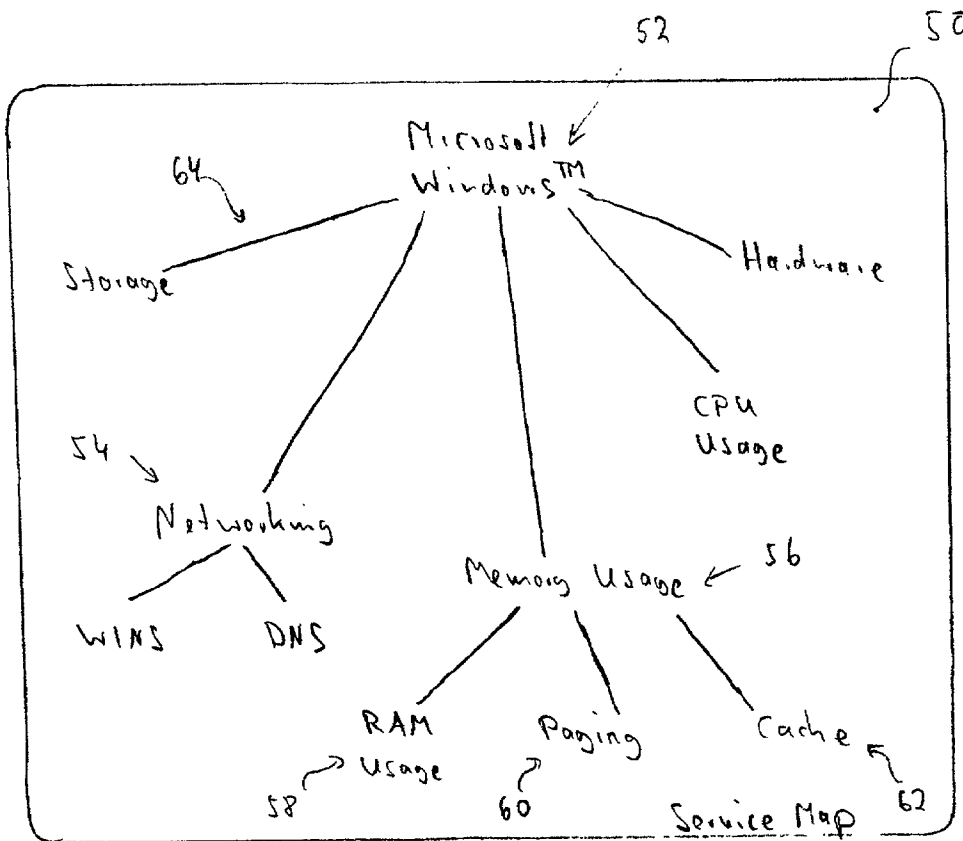 52
50
Microsoft
Windows™
64
Storage
Hardware
CPU
Usage
54
Networking
56
Memory Usage
WINS
DNS
RAM
Usage
Paging
Cache
58
60
62
Service Map